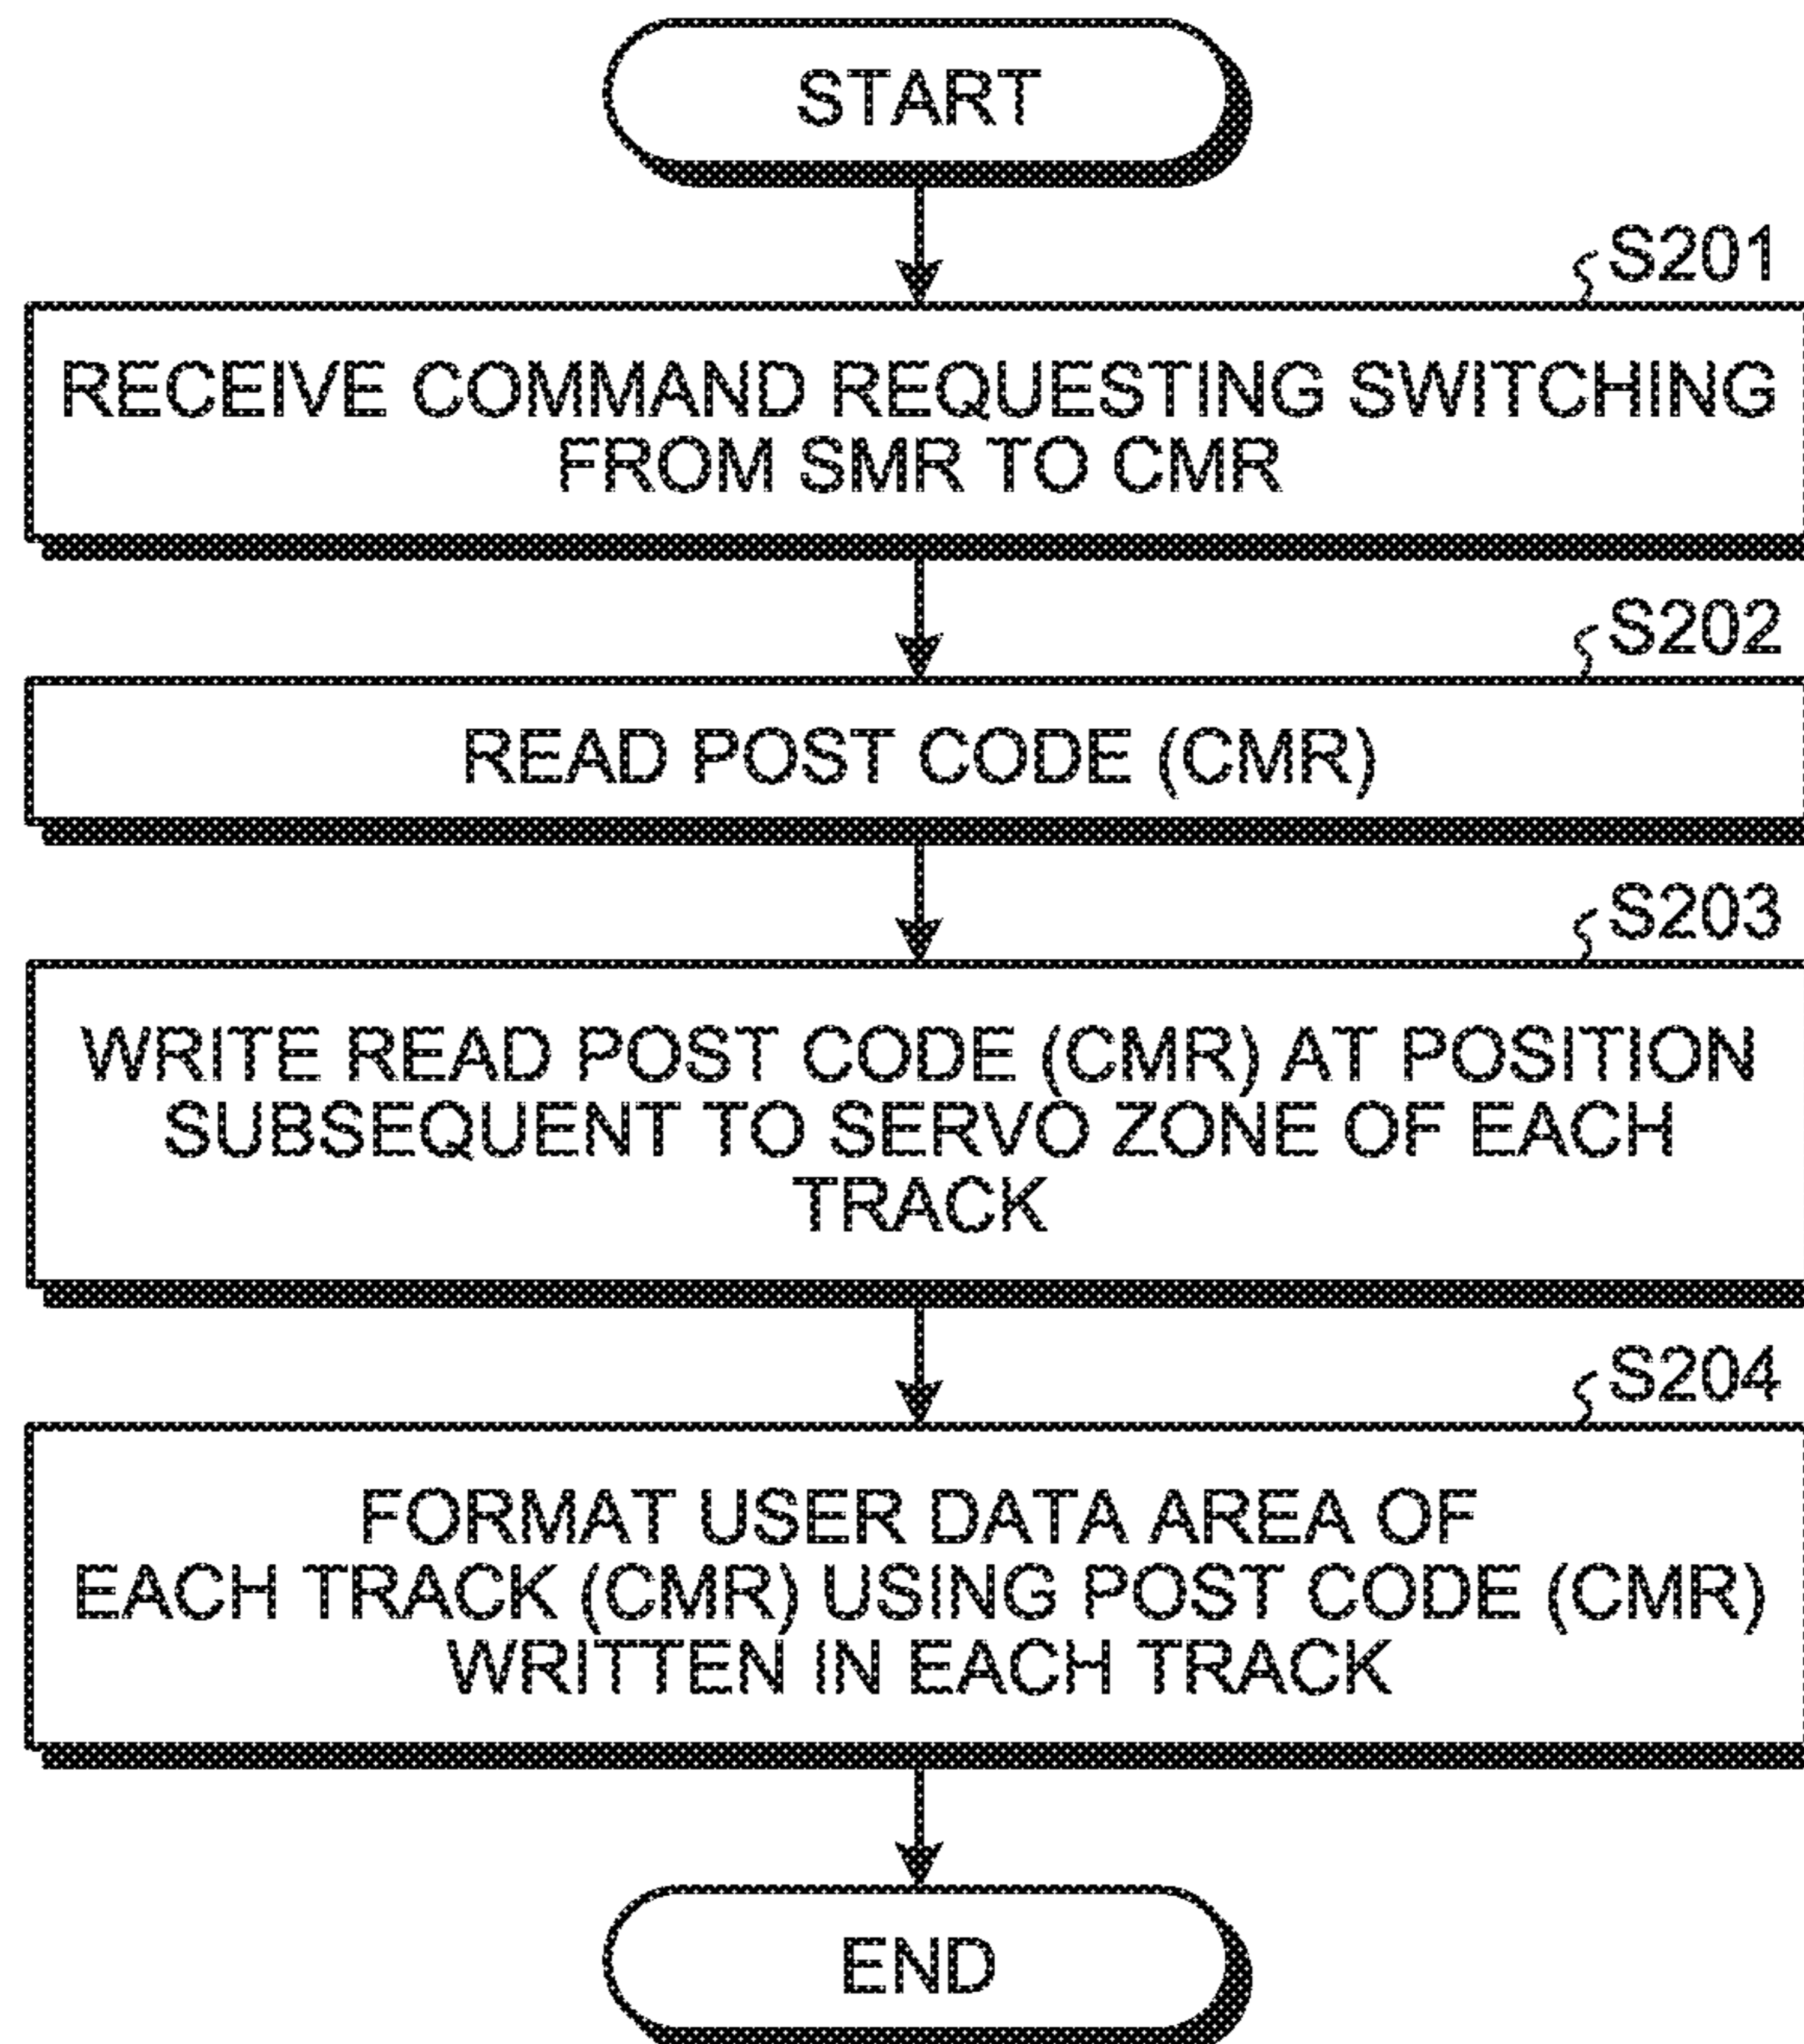 START
S201
RECEIVE COMMAND REQUESTING SWITCHING
FROM SMR TO CMR
S202
READ POST CODE (CMR)
S203
WRITE READ POST CODE (CMR) AT POSITION
SUBSEQUENT TO SERVO ZONE OF EACH
TRACK
S204
FORMAT USER DATA AREA OF
EACH TRACK (CMR) USING POST CODE (CMR)
WRITTEN IN EACH TRACK
END